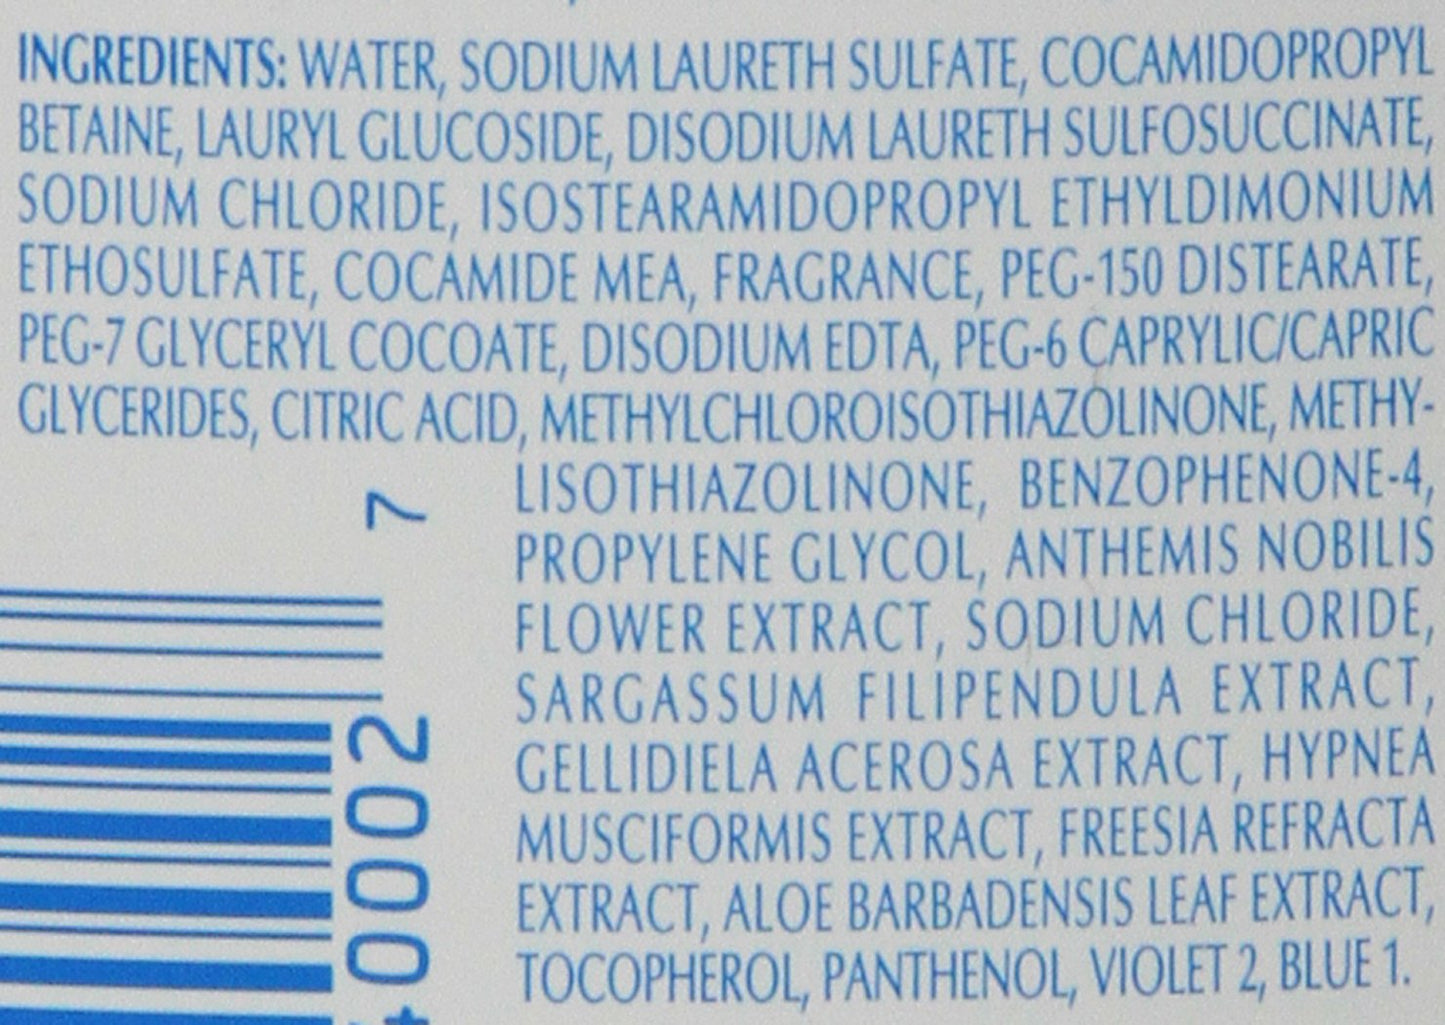 INGREDIENTS: WATER, SODIUM LAURETH SULFATE, COCAMIDOPROPYL
BETAINE, LAURYL GLUCOSIDE, DISODIUM LAURETH SULFOSUCCINATE,
SODIUM CHLORIDE, ISOSTEARAMIDOPROPYL ETHYLDIMONIUM
ETHOSULFATE, COCAMIDE MEA, FRAGRANCE, PEG-150 DISTEARATE,
PEG-7 GLYCERYL COCOATE, DISODIUM EDTA, PEG-6 CAPRYLIC/CAPRIC
GLYCERIDES, CITRIC ACID, METHYLCHLOROISOTHIAZOLINONE, METHY-
LISOTHIAZOLINONE, BENZOPHENONE-4,
PROPYLENE GLYCOL, ANTHEMIS NOBILIS
FLOWER EXTRACT, SODIUM CHLORIDE,
SARGASSUM FILIPENDULA EXTRACT,
GELLIDIELA ACEROSA EXTRACT, HYPNEA
MUSCIFORMIS EXTRACT, FREESIA REFRACTA
EXTRACT, ALOE BARBADENSIS LEAF EXTRACT,
TOCOPHEROL, PANTHENOL, VIOLET 2, BLUE 1.
40002 7